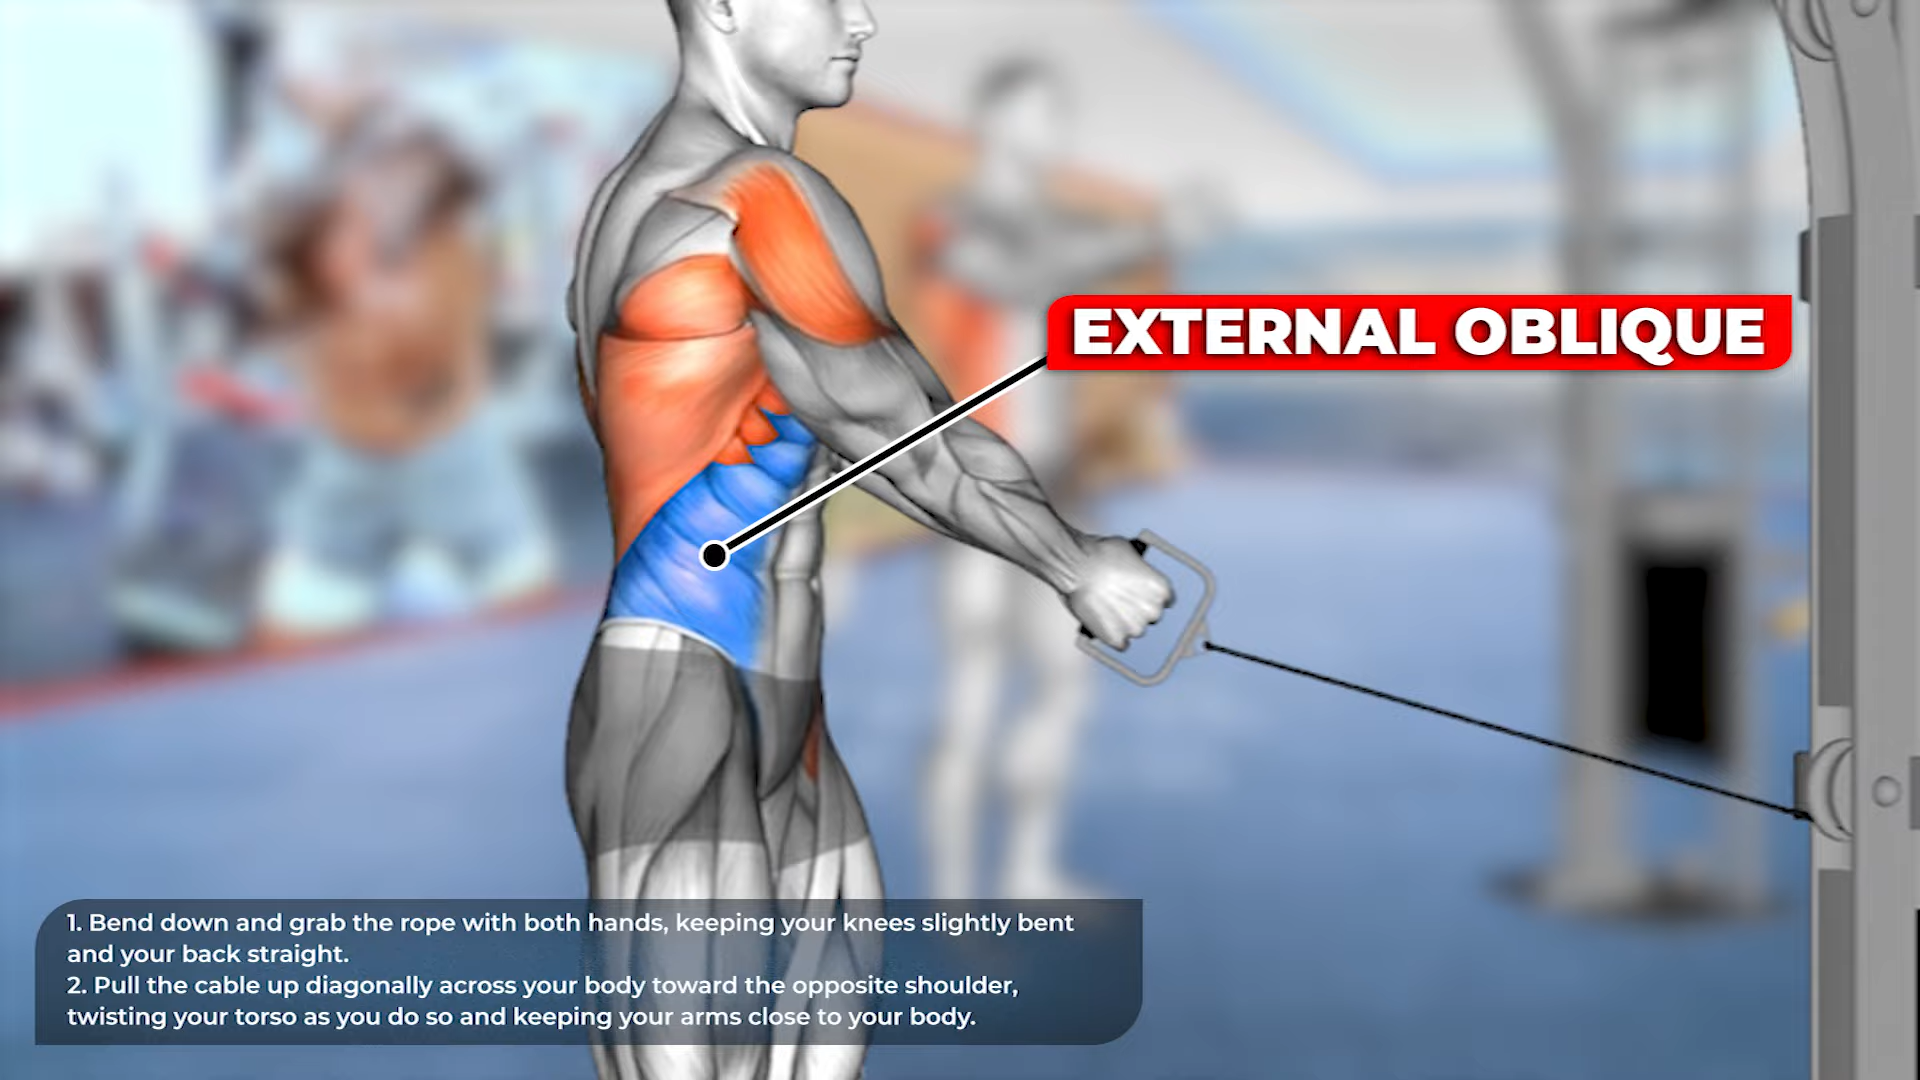 EXTERNAL OBLIQUE
1. Bend down and grab the rope with both hands, keeping your knees slightly bent
and your back straight.
2. Pull the cable up diagonally across your body toward the opposite shoulder,
twisting your torso as you do so and keeping your arms close to your body.